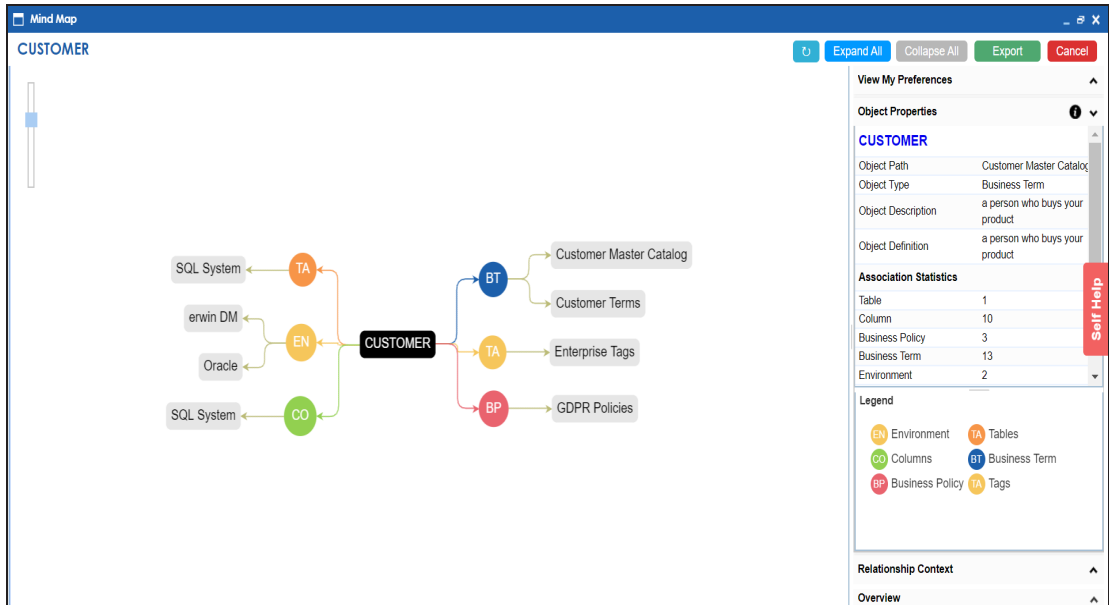 Mind Map
CUSTOMER
Expand All
Collapse All
Export
Cancel
SQL System
TA
erwin DM
EN
Oracle
SQL System
CO
CUSTOMER
BT
Customer Master Catalog
Customer Terms
TA
Enterprise Tags
BP
GDPR Policies
View My Preferences
Object Properties
CUSTOMER
Object Path Customer Master Catalog
Object Type Business Term
Object Description a person who buys your
product
Object Definition a person who buys your
product
Association Statistics
Table 1
Column 10
Business Policy 3
Business Term 13
Environment 2
Self Help
Legend
EN Environment TA Tables
CO Columns BT Business Term
BP Business Policy TA Tags
Relationship Context
Overview